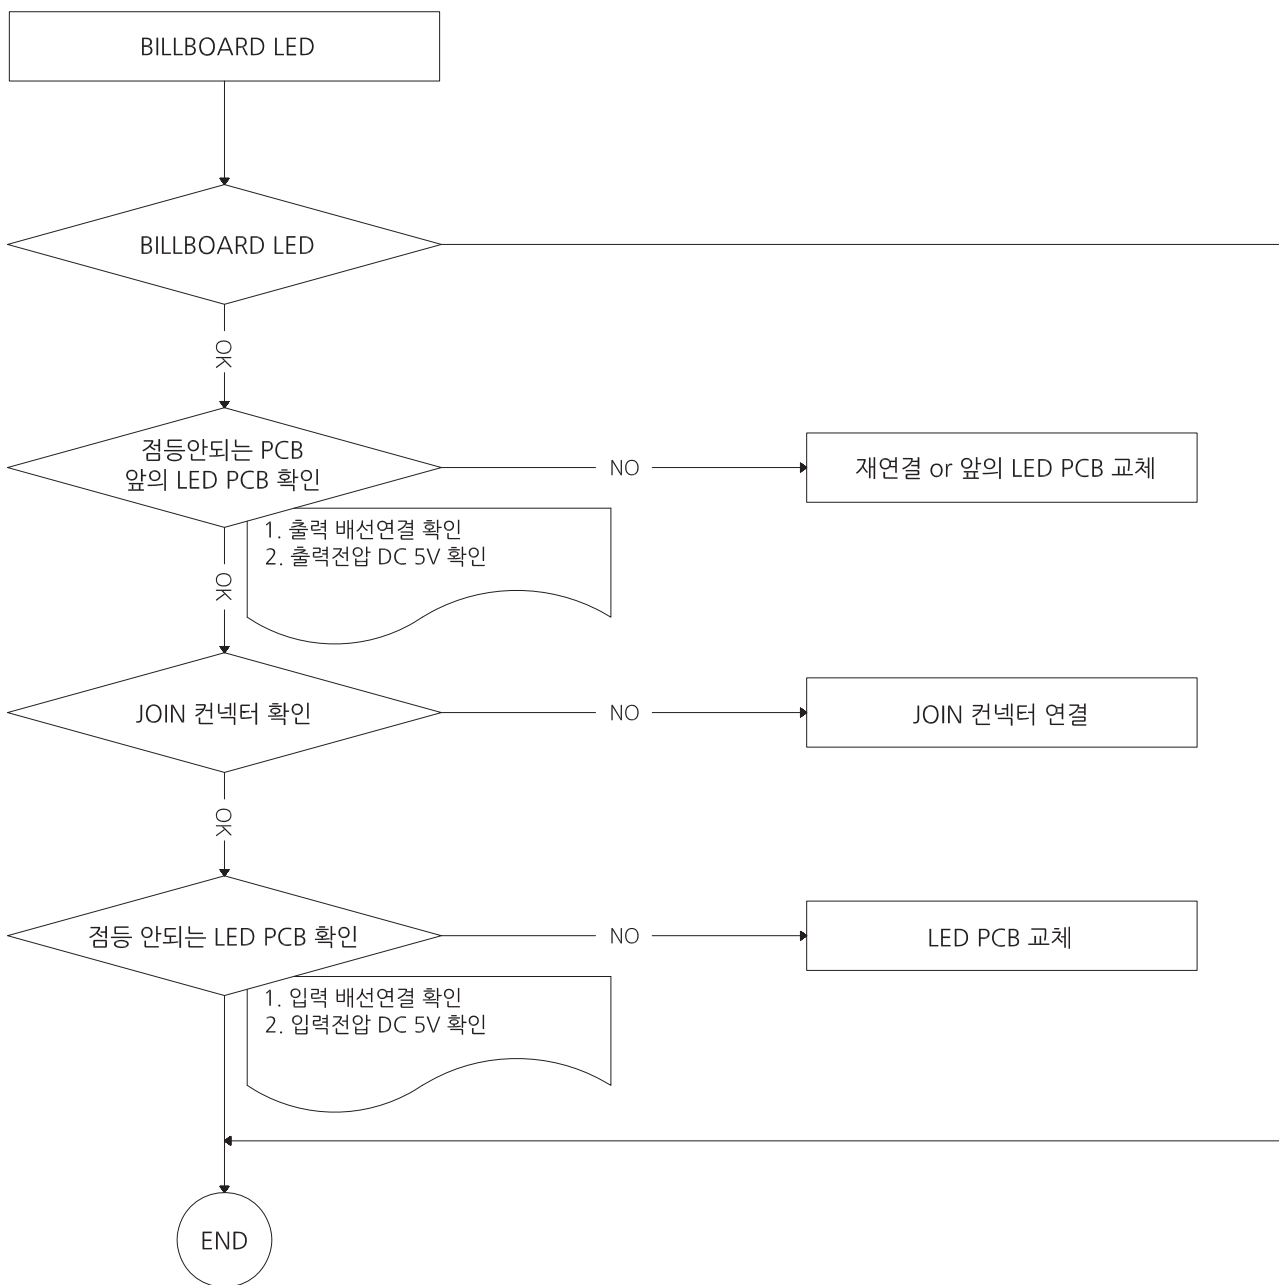 BILLBOARD LED
BILLBOARD LED
OK
점등안되는 PCB
앞의 LED PCB 확인
NO
재연결 or 앞의 LED PCB 교체
1. 출력 배선연결 확인
2. 출력전압 DC 5V 확인
OK
JOIN 컨넥터 확인
NO
JOIN 컨넥터 연결
OK
점등 안되는 LED PCB 확인
NO
LED PCB 교체
1. 입력 배선연결 확인
2. 입력전압 DC 5V 확인
END